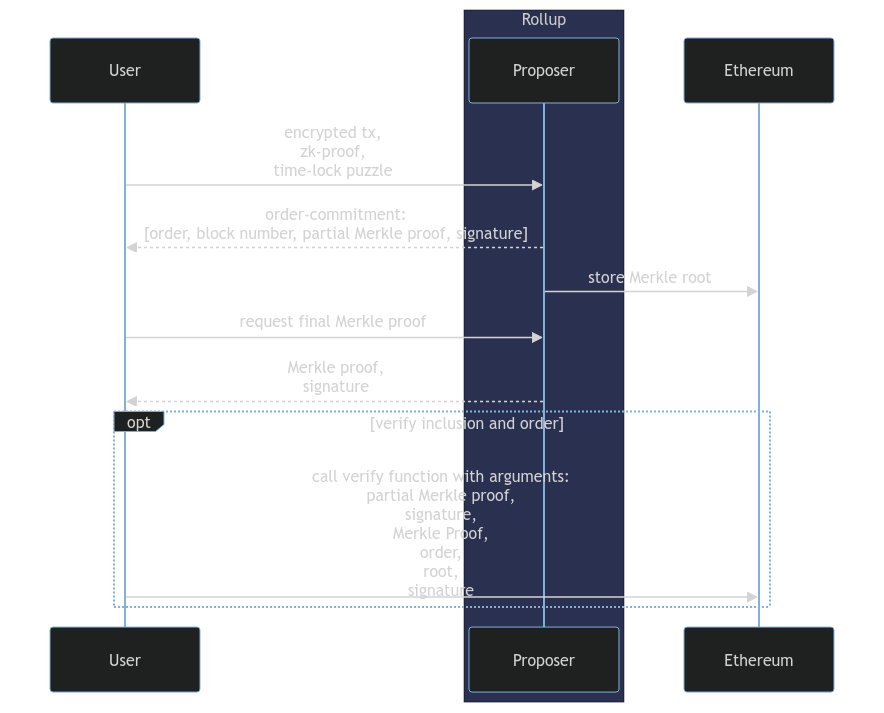 Rollup
User
Proposer
Ethereum
encrypted tx,
zk-proof,
time-lock puzzle
order-commitment:
[order, block number, partial Merkle proof, signature]
store Merkle root
request final Merkle proof
Merkle proof,
signature
opt
[verify inclusion and order]
call verify function with arguments:
partial Merkle proof,
signature,
Merkle Proof,
order,
root,
signature
User
Proposer
Ethereum